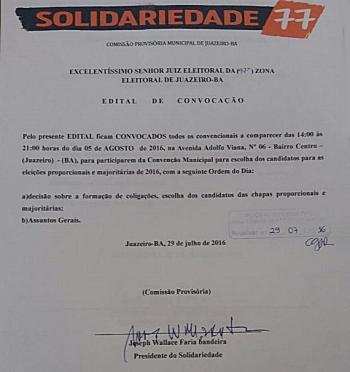 SOLIDARIEDADE 77
COMISSÃO PROVISÓRIA MUNICIPAL DE JUAZEIRO-BA
EXCELENTÍSSIMO SENHOR JUIZ ELEITORAL DA ZONA
ELEITORAL DE JUAZEIRO-BA
EDITAL DE CONVOCAÇÃO
Pelo presente EDITAL ficam CONVOCADOS todos os convencionais a comparecer das 14:00 às
21:00 horas do dia 05 de AGOSTO de 2016, na Avenida Adolfo Viana, Nº 06 - Bairro Centro -
(Juazeiro) - (BA), para participarem da Convenção Municipal para escolha dos candidatos para as
eleições proporcionais e majoritárias de 2016, com a seguinte Ordem do Dia:
a)decisão sobre a formação de coligações, escolha dos candidatos das chapas proporcionais e
majoritárias;
b)Assuntos Gerais.
29 07 16
Juazeiro-BA, 29 de julho de 2016
(Comissão Provisória)
Joseph Wallace Faria bandeira
Presidente do Solidariedade